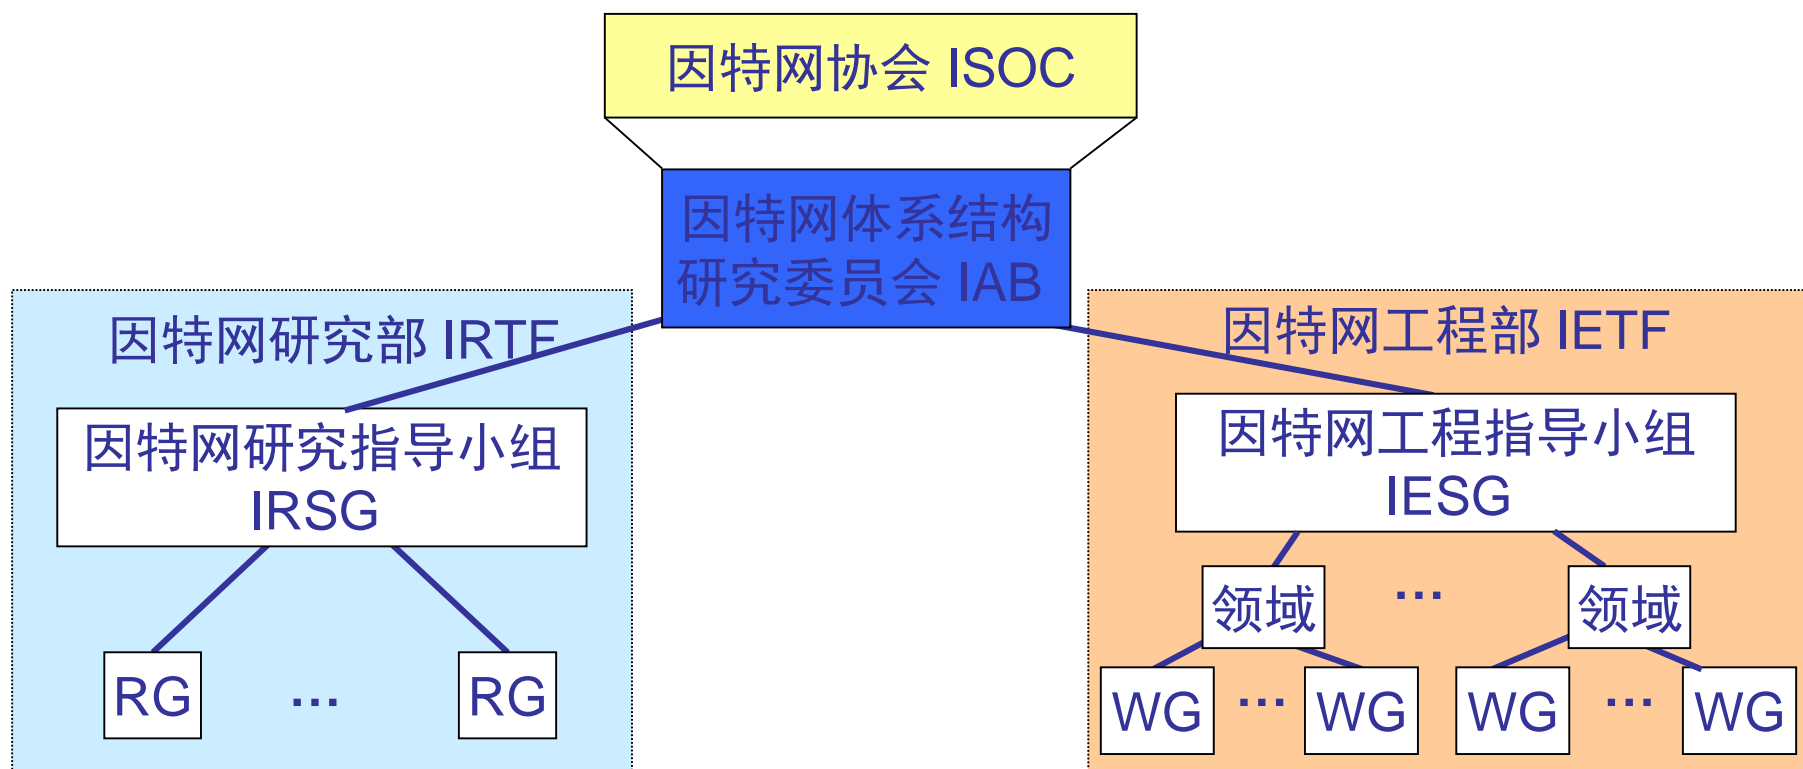 因特网协会 ISOC
因特网体系结构
研究委员会 IAB
因特网研究部 IRTF
因特网研究指导小组
IRSG
RG
…
RG
因特网工程部 IETF
因特网工程指导小组
IESG
领域
…
领域
WG
…
WG
WG
…
WG